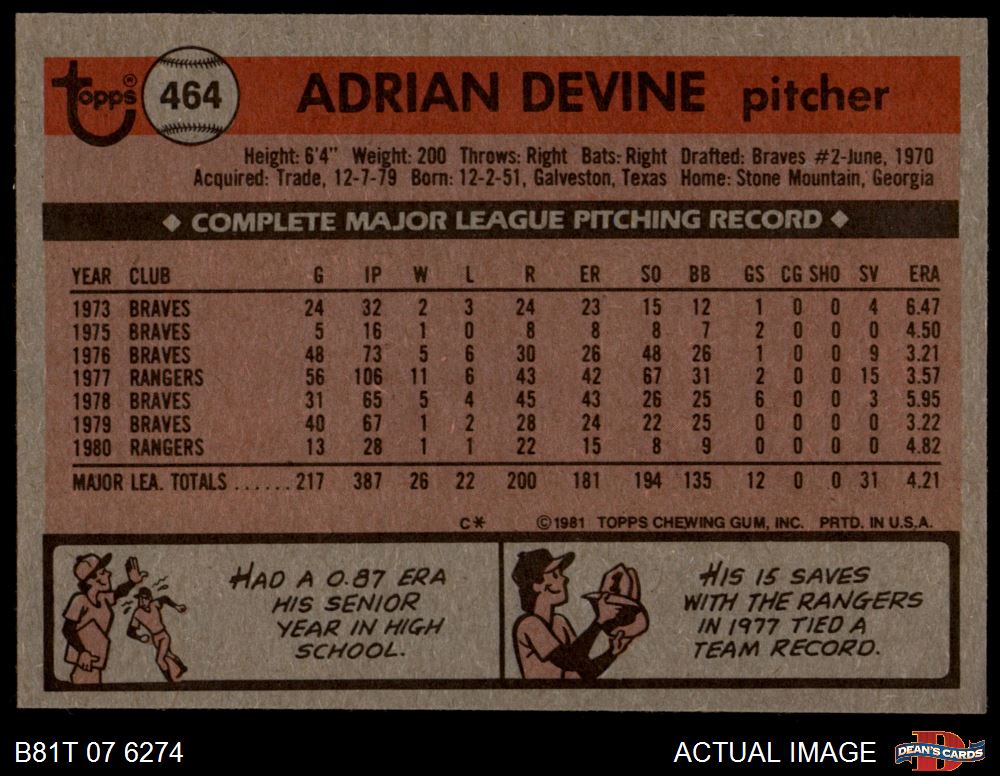 topps® 464 ADRIAN DEVINE pitcher
Height: 6'4" Weight: 200 Throws: Right Bats: Right Drafted: Braves #2-June, 1970
Acquired: Trade, 12-7-79 Born: 12-2-51, Galveston, Texas Home: Stone Mountain, Georgia
◆ COMPLETE MAJOR LEAGUE PITCHING RECORD ◆
YEAR CLUB G IP W L R ER SO BB GS CG SHO SV ERA
1973 BRAVES 24 32 2 3 24 23 15 12 1 0 0 4 6.47
1975 BRAVES 5 16 1 0 8 8 8 7 2 0 0 0 4.50
1976 BRAVES 48 73 5 6 30 26 48 26 1 0 0 9 3.21
1977 RANGERS 56 106 11 6 43 42 67 31 2 0 0 15 3.57
1978 BRAVES 31 65 5 4 45 43 26 25 6 0 0 3 5.95
1979 BRAVES 40 67 1 2 28 24 22 25 0 0 0 0 3.22
1980 RANGERS 13 28 1 1 22 15 8 9 0 0 0 0 4.82
MAJOR LEA. TOTALS ......217 387 26 22 200 181 194 135 12 0 0 31 4.21
C* ©1981 TOPPS CHEWING GUM, INC. PRTD. IN U.S.A.
HAD A 0.87 ERA
HIS SENIOR
YEAR IN HIGH
SCHOOL.
1
HIS 15 SAVES
WITH THE RANGERS
IN 1977 TIED A
TEAM RECORD.
B81T 07 6274 ACTUAL IMAGE D DEAN'S CARDS